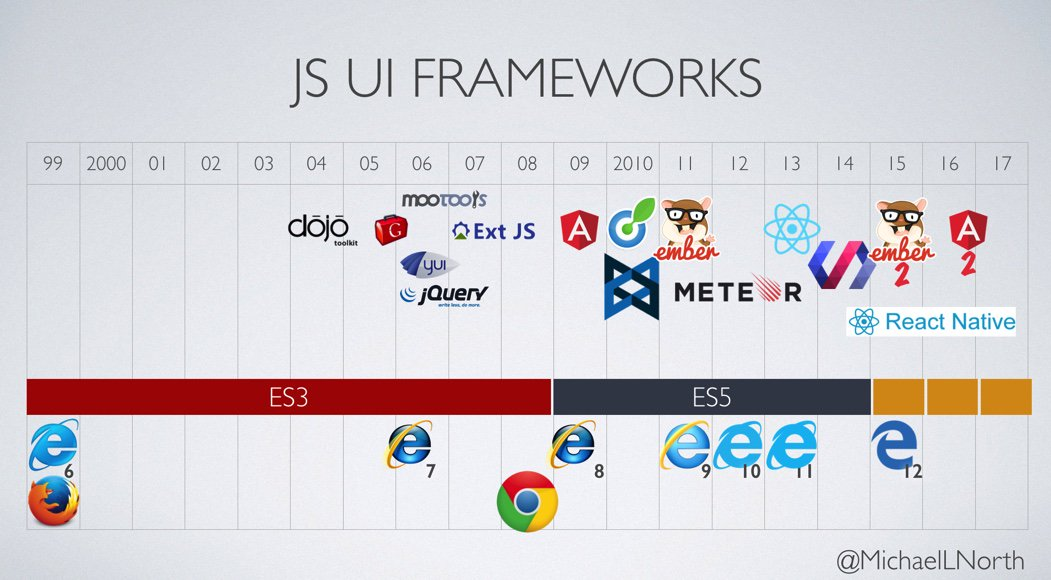 JS UI FRAMEWORKS
99 2000 01 02 03 04 05 06 07 08 09 2010 11 12 13 14 15 16 17
mootools
dōjō
toolkit
G
Ext JS
A
ember
ember
2
A
2
yui
jQuery
write less, do more.
METEOR
React Native
ES3 ES5
6 7 8 9 10 11 12
@MichaelLNorth